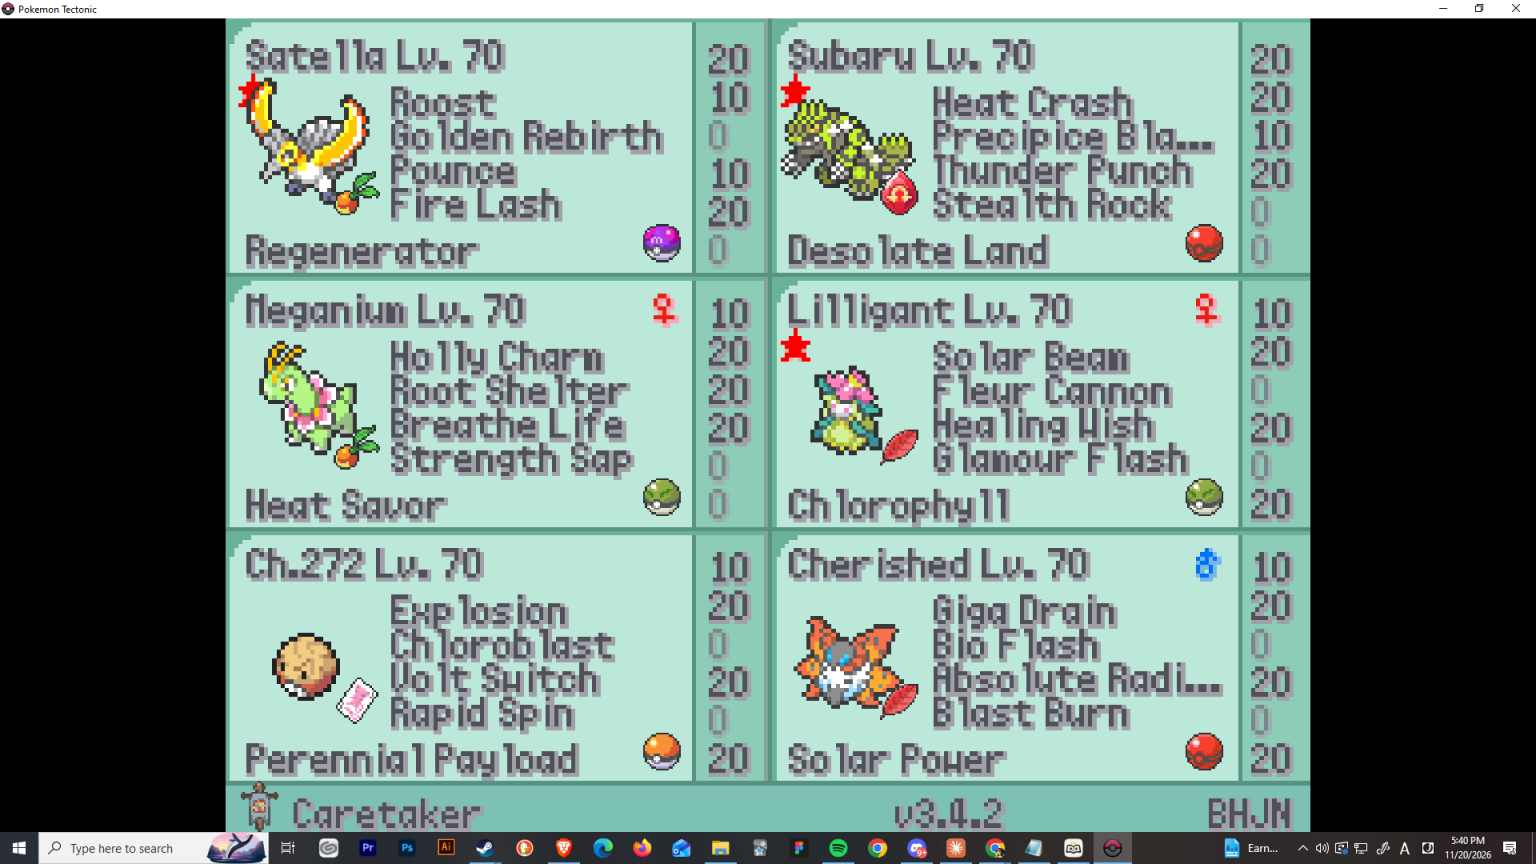 Pokemon Tectonic
Satella Lv. 70
Roost
Golden Rebirth
Pounce
Fire Lash
Regenerator
20
10
0
10
20
0
Subaru Lv. 70
Heat Crash
Precipice Bla...
Thunder Punch
Stealth Rock
Desolate Land
20
20
10
20
0
0
Meganium Lv. 70
Holly Charm
Root Shelter
Breathe Life
Strength Sap
Heat Savor
10
20
20
20
0
0
Lilligant Lv. 70
Solar Beam
Fleur Cannon
Healing Wish
Glamour Flash
Chlorophyll
10
20
0
20
0
20
Ch.272 Lv. 70
Explosion
Chloroblast
Volt Switch
Rapid Spin
Perennial Payload
10
20
0
20
0
20
Cherished Lv. 70
Giga Drain
Bio Flash
Absolute Radi...
Blast Burn
Solar Power
10
20
0
20
0
20
Caretaker v3.4.2 BHJN
Type here to search
Pr Ps Ai
Earn...
A
5:40 PM
11/20/2026